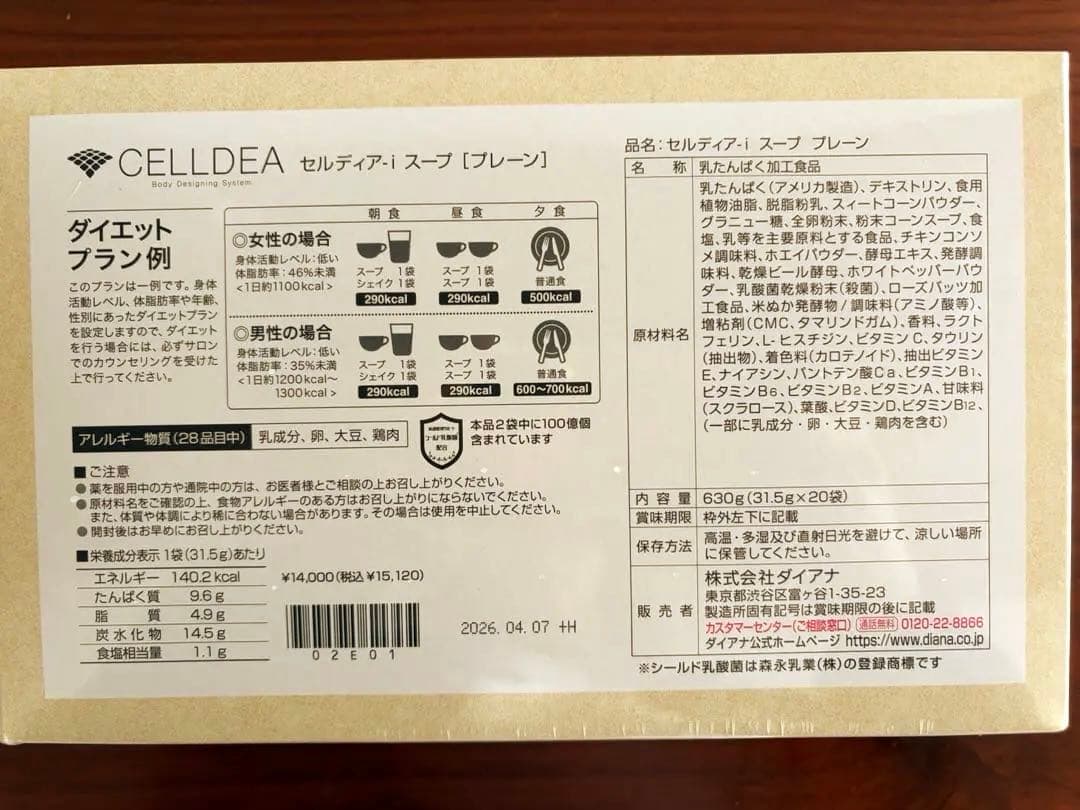 CELLDEA
Body Designing System.
セルディア-i スープ [プレーン]
ダイエット
プラン例
このプランは一例です。身体
活動レベル、体脂肪率や年齢、
性別にあったダイエットプラン
を設定しますので、ダイエット
を行う場合には、必ずサロン
でのカウンセリングを受けた
上で行ってください。
朝食 昼食 夕食
◎女性の場合
身体活動レベル:低い
体脂肪率:46%未満
<1日約1100kcal>
スープ 1袋
シェイク 1袋
290kcal
スープ 1袋
スープ 1袋
290kcal
普通食
500kcal
◎男性の場合
身体活動レベル:低い
体脂肪率:35%未満
<1日約1200kcal〜
1300kcal>
スープ 1袋
シェイク 1袋
290kcal
スープ 1袋
スープ 1袋
290kcal
普通食
600〜700kcal
アレルギー物質(28品目中) 乳成分、卵、大豆、鶏肉
シールド乳酸菌
配合
本品2袋中に100億個
含まれています
■ご注意
●薬を服用中の方や通院中の方は、お医者様とご相談の上お召し上がりください。
●原材料名をご確認の上、食物アレルギーのある方はお召し上がりにならないでください。
また、体質や体調により稀に合わない場合があります。その場合は使用を中止してください。
●開封後はお早めにお召し上がりください。
■栄養成分表示 1袋(31.5g)あたり
エネルギー 140.2kcal
たんぱく質 9.6g
脂質 4.9g
炭水化物 14.5g
食塩相当量 1.1g
¥14,000(税込¥15,120)
02E01
2026.04.07 +H
品名:セルディア-i スープ プレーン
名称 乳たんぱく加工食品
原材料名
乳たんぱく(アメリカ製造)、デキストリン、食用
植物油脂、脱脂粉乳、スィートコーンパウダー、
グラニュー糖、全卵粉末、粉末コーンスープ、食
塩、乳等を主要原料とする食品、チキンコンソ
メ調味料、ホエイパウダー、酵母エキス、発酵調
味料、乾燥ビール酵母、ホワイトペッパーパウ
ダー、乳酸菌乾燥粉末(殺菌)、ローズバッツ加
工食品、米ぬか発酵物/調味料(アミノ酸等)、
増粘剤(CMC、タマリンドガム)、香料、ラクト
フェリン、L-ヒスチジン、ビタミンC、タウリン
(抽出物)、着色料(カロテノイド)、抽出ビタミン
E、ナイアシン、パントテン酸Ca、ビタミンB1、
ビタミンB6、ビタミンB2、ビタミンA、甘味料
(スクラロース)、葉酸、ビタミンD、ビタミンB12、
(一部に乳成分・卵・大豆・鶏肉を含む)
内容量 630g(31.5g×20袋)
賞味期限 枠外左下に記載
保存方法
高温・多湿及び直射日光を避けて、涼しい場所
に保管してください。
販売者
株式会社ダイアナ
東京都渋谷区富ヶ谷1-35-23
製造所固有記号は賞味期限の後に記載
カスタマーセンター(ご相談窓口) 通話無料 0120-22-8866
ダイアナ公式ホームページ https://www.diana.co.jp
※シールド乳酸菌は森永乳業(株)の登録商標です